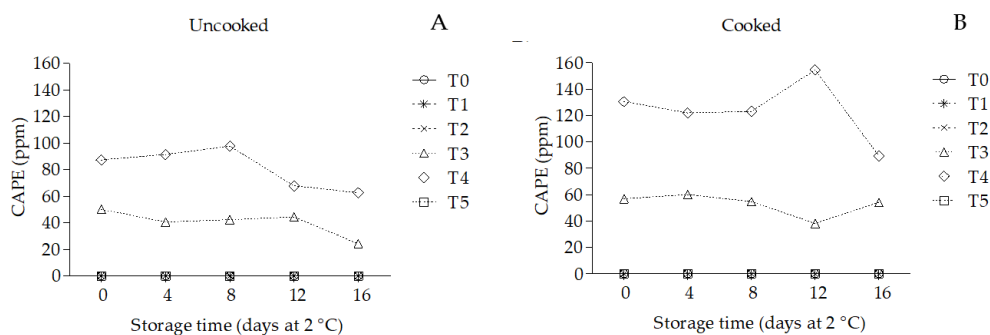 Uncooked
A
160
140
120
100
80
60
40
20
0
CAPE (ppm)
0 4 8 12 16
Storage time (days at 2 °C)
T0
T1
T2
T3
T4
T5
Cooked
B
160
140
120
100
80
60
40
20
0
CAPE (ppm)
0 4 8 12 16
Storage time (days at 2 °C)
T0
T1
T2
T3
T4
T5